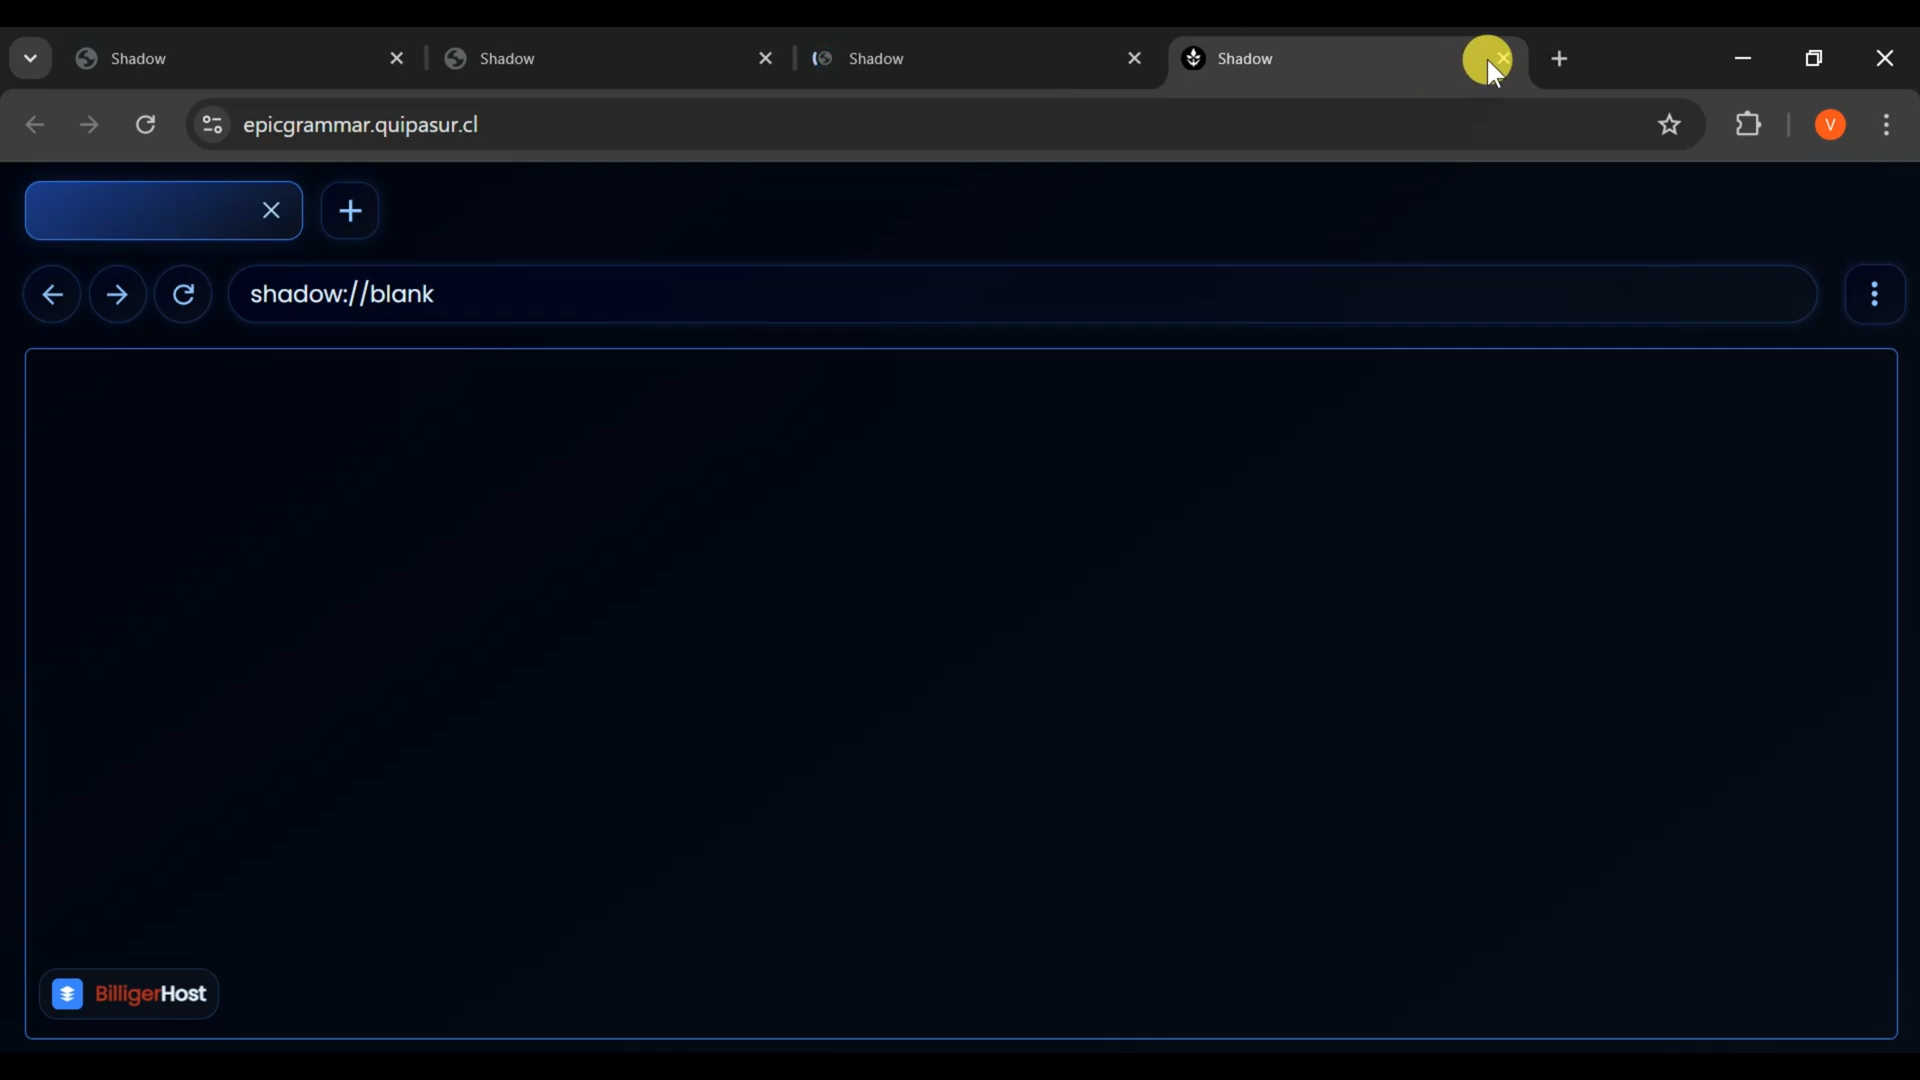 Shadow
Shadow
Shadow
Shadow
epicgrammar.quipasur.cl
V
shadow://blank
BilligerHost